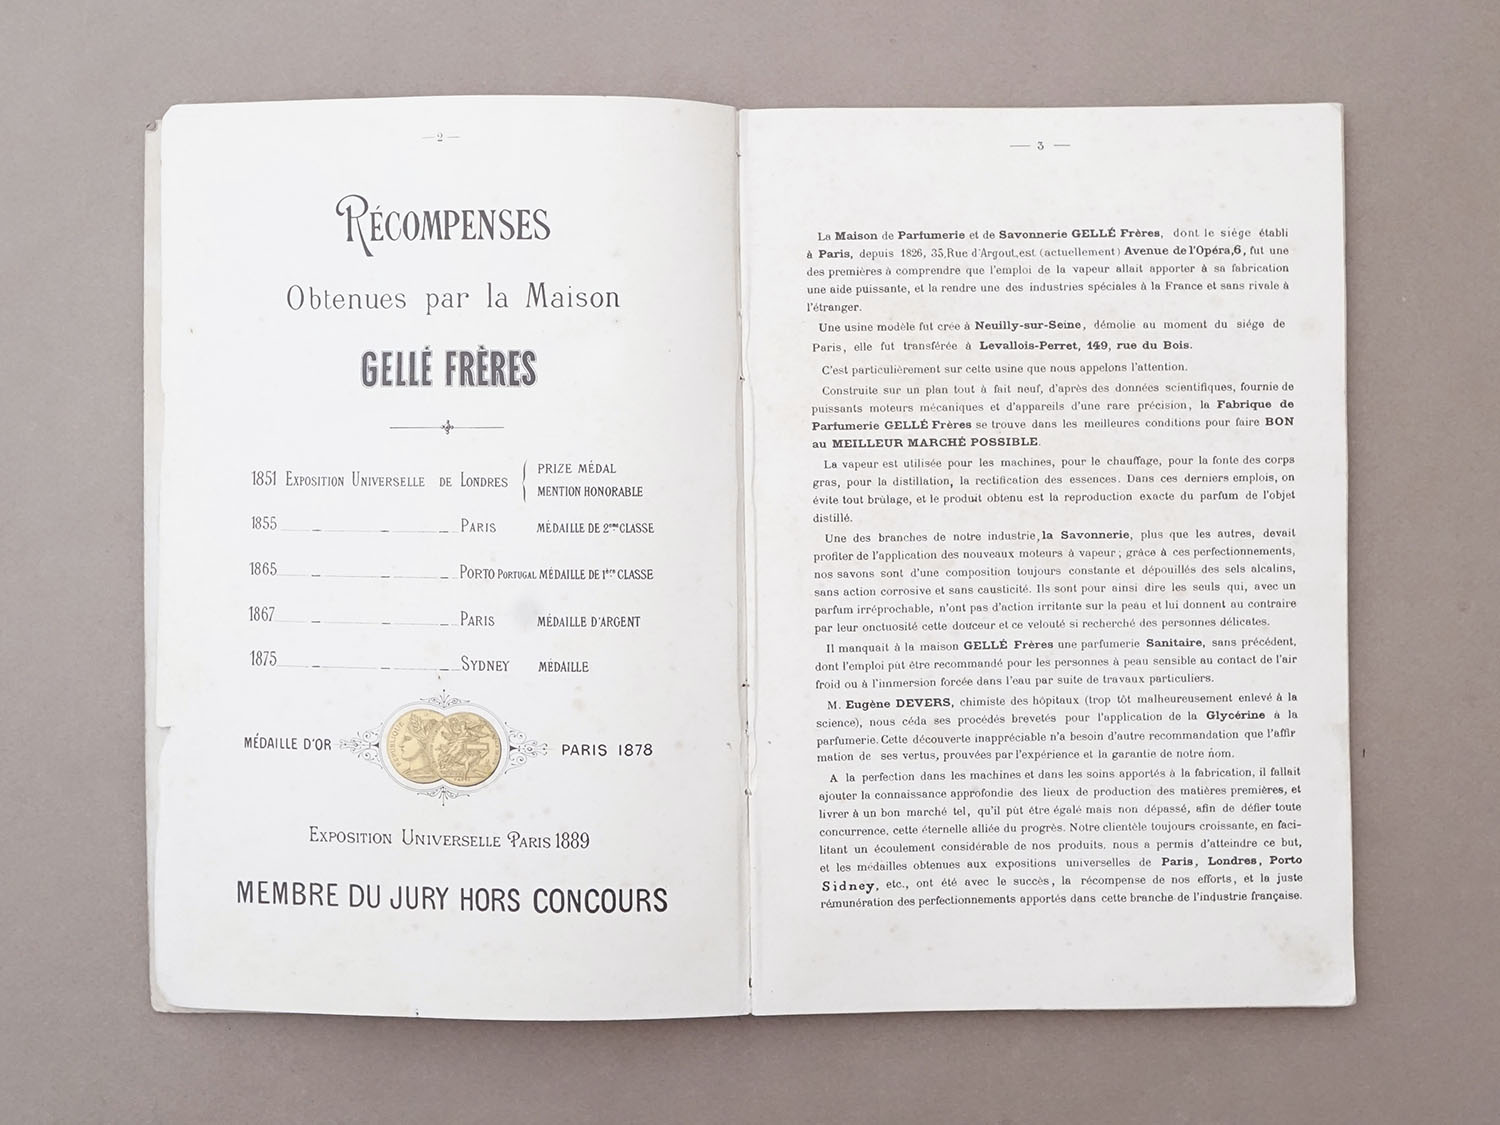 — 2 —
RÉCOMPENSES
Obtenues par la Maison
GELLÉ FRÈRES
1851 EXPOSITION UNIVERSELLE DE LONDRES { PRIZE MÉDAL
MENTION HONORABLE
1855 — — PARIS MÉDAILLE DE 2ème CLASSE
1865 — — PORTO PORTUGAL MÉDAILLE DE 1ère CLASSE
1867 — — PARIS MÉDAILLE D'ARGENT
1875 — — SYDNEY MÉDAILLE
MÉDAILLE D'OR PARIS 1878
EXPOSITION UNIVERSELLE PARIS 1889
MEMBRE DU JURY HORS CONCOURS
— 3 —
La Maison de Parfumerie et de Savonnerie GELLÉ Frères, dont le siége établi
à Paris, depuis 1826, 35, Rue d'Argout, est (actuellement) Avenue de l'Opéra, 6, fut une
des premières à comprendre que l'emploi de la vapeur allait apporter à sa fabrication
une aide puissante, et la rendre une des industries spéciales à la France et sans rivale à
l'étranger.
Une usine modèle fut crée à Neuilly-sur-Seine, démolie au moment du siége de
Paris, elle fut transférée à Levallois-Perret, 149, rue du Bois.
C'est particulièrement sur cette usine que nous appelons l'attention.
Construite sur un plan tout à fait neuf, d'après des données scientifiques, fournie de
puissants moteurs mécaniques et d'appareils d'une rare précision, la Fabrique de
Parfumerie GELLÉ Frères se trouve dans les meilleures conditions pour faire BON
au MEILLEUR MARCHÉ POSSIBLE.
La vapeur est utilisée pour les machines, pour le chauffage, pour la fonte des corps
gras, pour la distillation, la rectification des essences. Dans ces derniers emplois, on
évite tout brûlage, et le produit obtenu est la reproduction exacte du parfum de l'objet
distillé.
Une des branches de notre industrie, la Savonnerie, plus que les autres, devait
profiter de l'application des nouveaux moteurs à vapeur ; grâce à ces perfectionnements,
nos savons sont d'une composition toujours constante et dépouillés des sels alcalins,
sans action corrosive et sans causticité. Ils sont pour ainsi dire les seuls qui, avec un
parfum irréprochable, n'ont pas d'action irritante sur la peau et lui donnent au contraire
par leur onctuosité cette douceur et ce velouté si recherché des personnes délicates.
Il manquait à la maison GELLÉ Frères une parfumerie Sanitaire, sans précédent,
dont l'emploi pût être recommandé pour les personnes à peau sensible au contact de l'air
froid ou à l'immersion forcée dans l'eau par suite de travaux particuliers.
M. Eugène DEVERS, chimiste des hôpitaux (trop tôt malheureusement enlevé à la
science), nous céda ses procédés brevetés pour l'application de la Glycérine à la
parfumerie. Cette découverte inappréciable n'a besoin d'autre recommandation que l'affir
mation de ses vertus, prouvées par l'expérience et la garantie de notre nom.
A la perfection dans les machines et dans les soins apportés à la fabrication, il fallait
ajouter la connaissance approfondie des lieux de production des matières premières, et
livrer à un bon marché tel, qu'il pût être égalé mais non dépassé, afin de défier toute
concurrence, cette éternelle alliée du progrès. Notre clientèle toujours croissante, en faci-
litant un écoulement considérable de nos produits, nous a permis d'atteindre ce but,
et les médailles obtenues aux expositions universelles de Paris, Londres, Porto
Sidney, etc., ont été avec le succès, la récompense de nos efforts, et la juste
rémunération des perfectionnements apportés dans cette branche de l'industrie française.